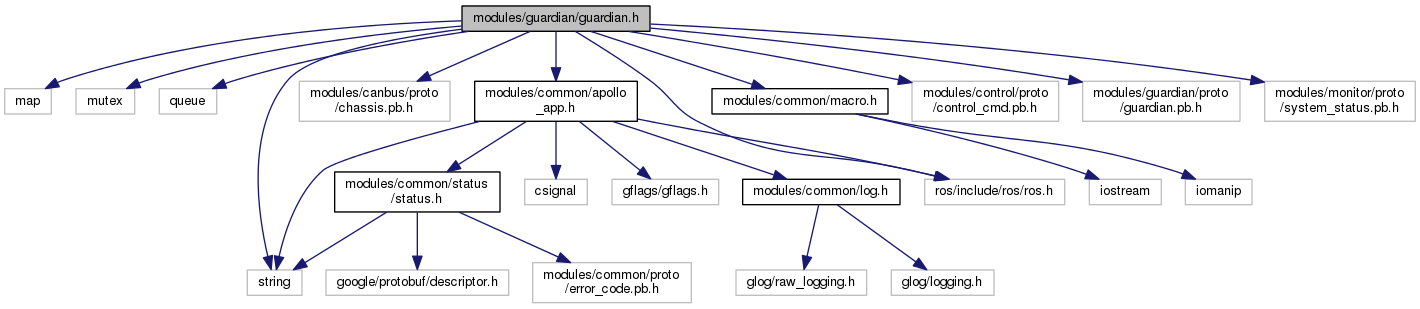 modules/guardian/guardian.h
map
mutex
queue
modules/canbus/proto
/chassis.pb.h
modules/common/apollo
_app.h
modules/common/macro.h
modules/control/proto
/control_cmd.pb.h
modules/guardian/proto
/guardian.pb.h
modules/monitor/proto
/system_status.pb.h
modules/common/status
/status.h
csignal
gflags/gflags.h
modules/common/log.h
ros/include/ros/ros.h
iostream
iomanip
string
google/protobuf/descriptor.h
modules/common/proto
/error_code.pb.h
glog/raw_logging.h
glog/logging.h